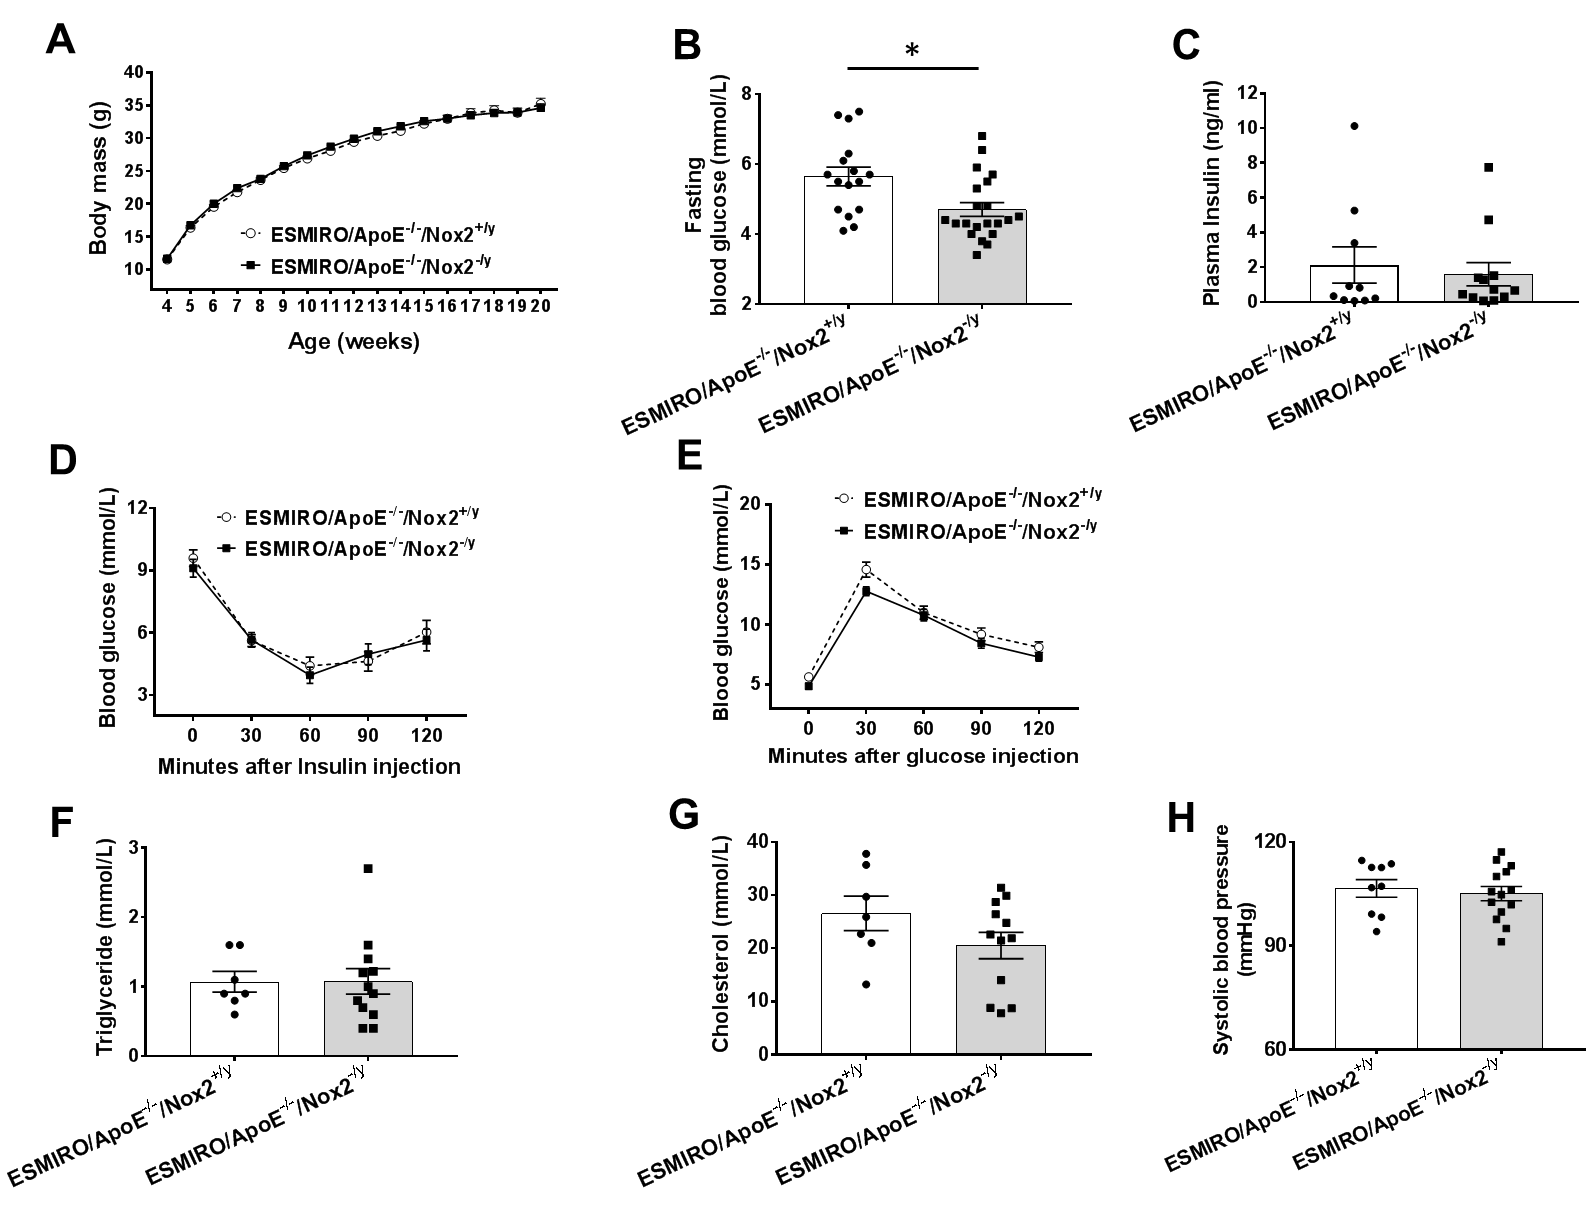 A
Body mass (g)
40
35
30
25
20
15
10
ESMIRO/ApoE-/-/Nox2+/y
ESMIRO/ApoE-/-/Nox2-/y
4 5 6 7 8 9 10 11 12 13 14 15 16 17 18 19 20
Age (weeks)
B
*
Fasting
blood glucose (mmol/L)
8
6
4
2
ESMIRO/ApoE-/-/Nox2+/y
ESMIRO/ApoE-/-/Nox2-/y
C
Plasma Insulin (ng/ml)
12
10
8
6
4
2
0
ESMIRO/ApoE-/-/Nox2+/y
ESMIRO/ApoE-/-/Nox2-/y
D
Blood glucose (mmol/L)
12
9
6
3
ESMIRO/ApoE-/-/Nox2+/y
ESMIRO/ApoE-/-/Nox2-/y
0 30 60 90 120
Minutes after Insulin injection
E
Blood glucose (mmol/L)
20
15
10
5
ESMIRO/ApoE-/-/Nox2+/y
ESMIRO/ApoE-/-/Nox2-/y
0 30 60 90 120
Minutes after glucose injection
F
Triglyceride (mmol/L)
3
2
1
0
ESMIRO/ApoE-/-/Nox2+/y
ESMIRO/ApoE-/-/Nox2-/y
G
Cholesterol (mmol/L)
40
30
20
10
0
ESMIRO/ApoE-/-/Nox2+/y
ESMIRO/ApoE-/-/Nox2-/y
H
Systolic blood pressure
(mmHg)
120
90
60
ESMIRO/ApoE-/-/Nox2+/y
ESMIRO/ApoE-/-/Nox2-/y